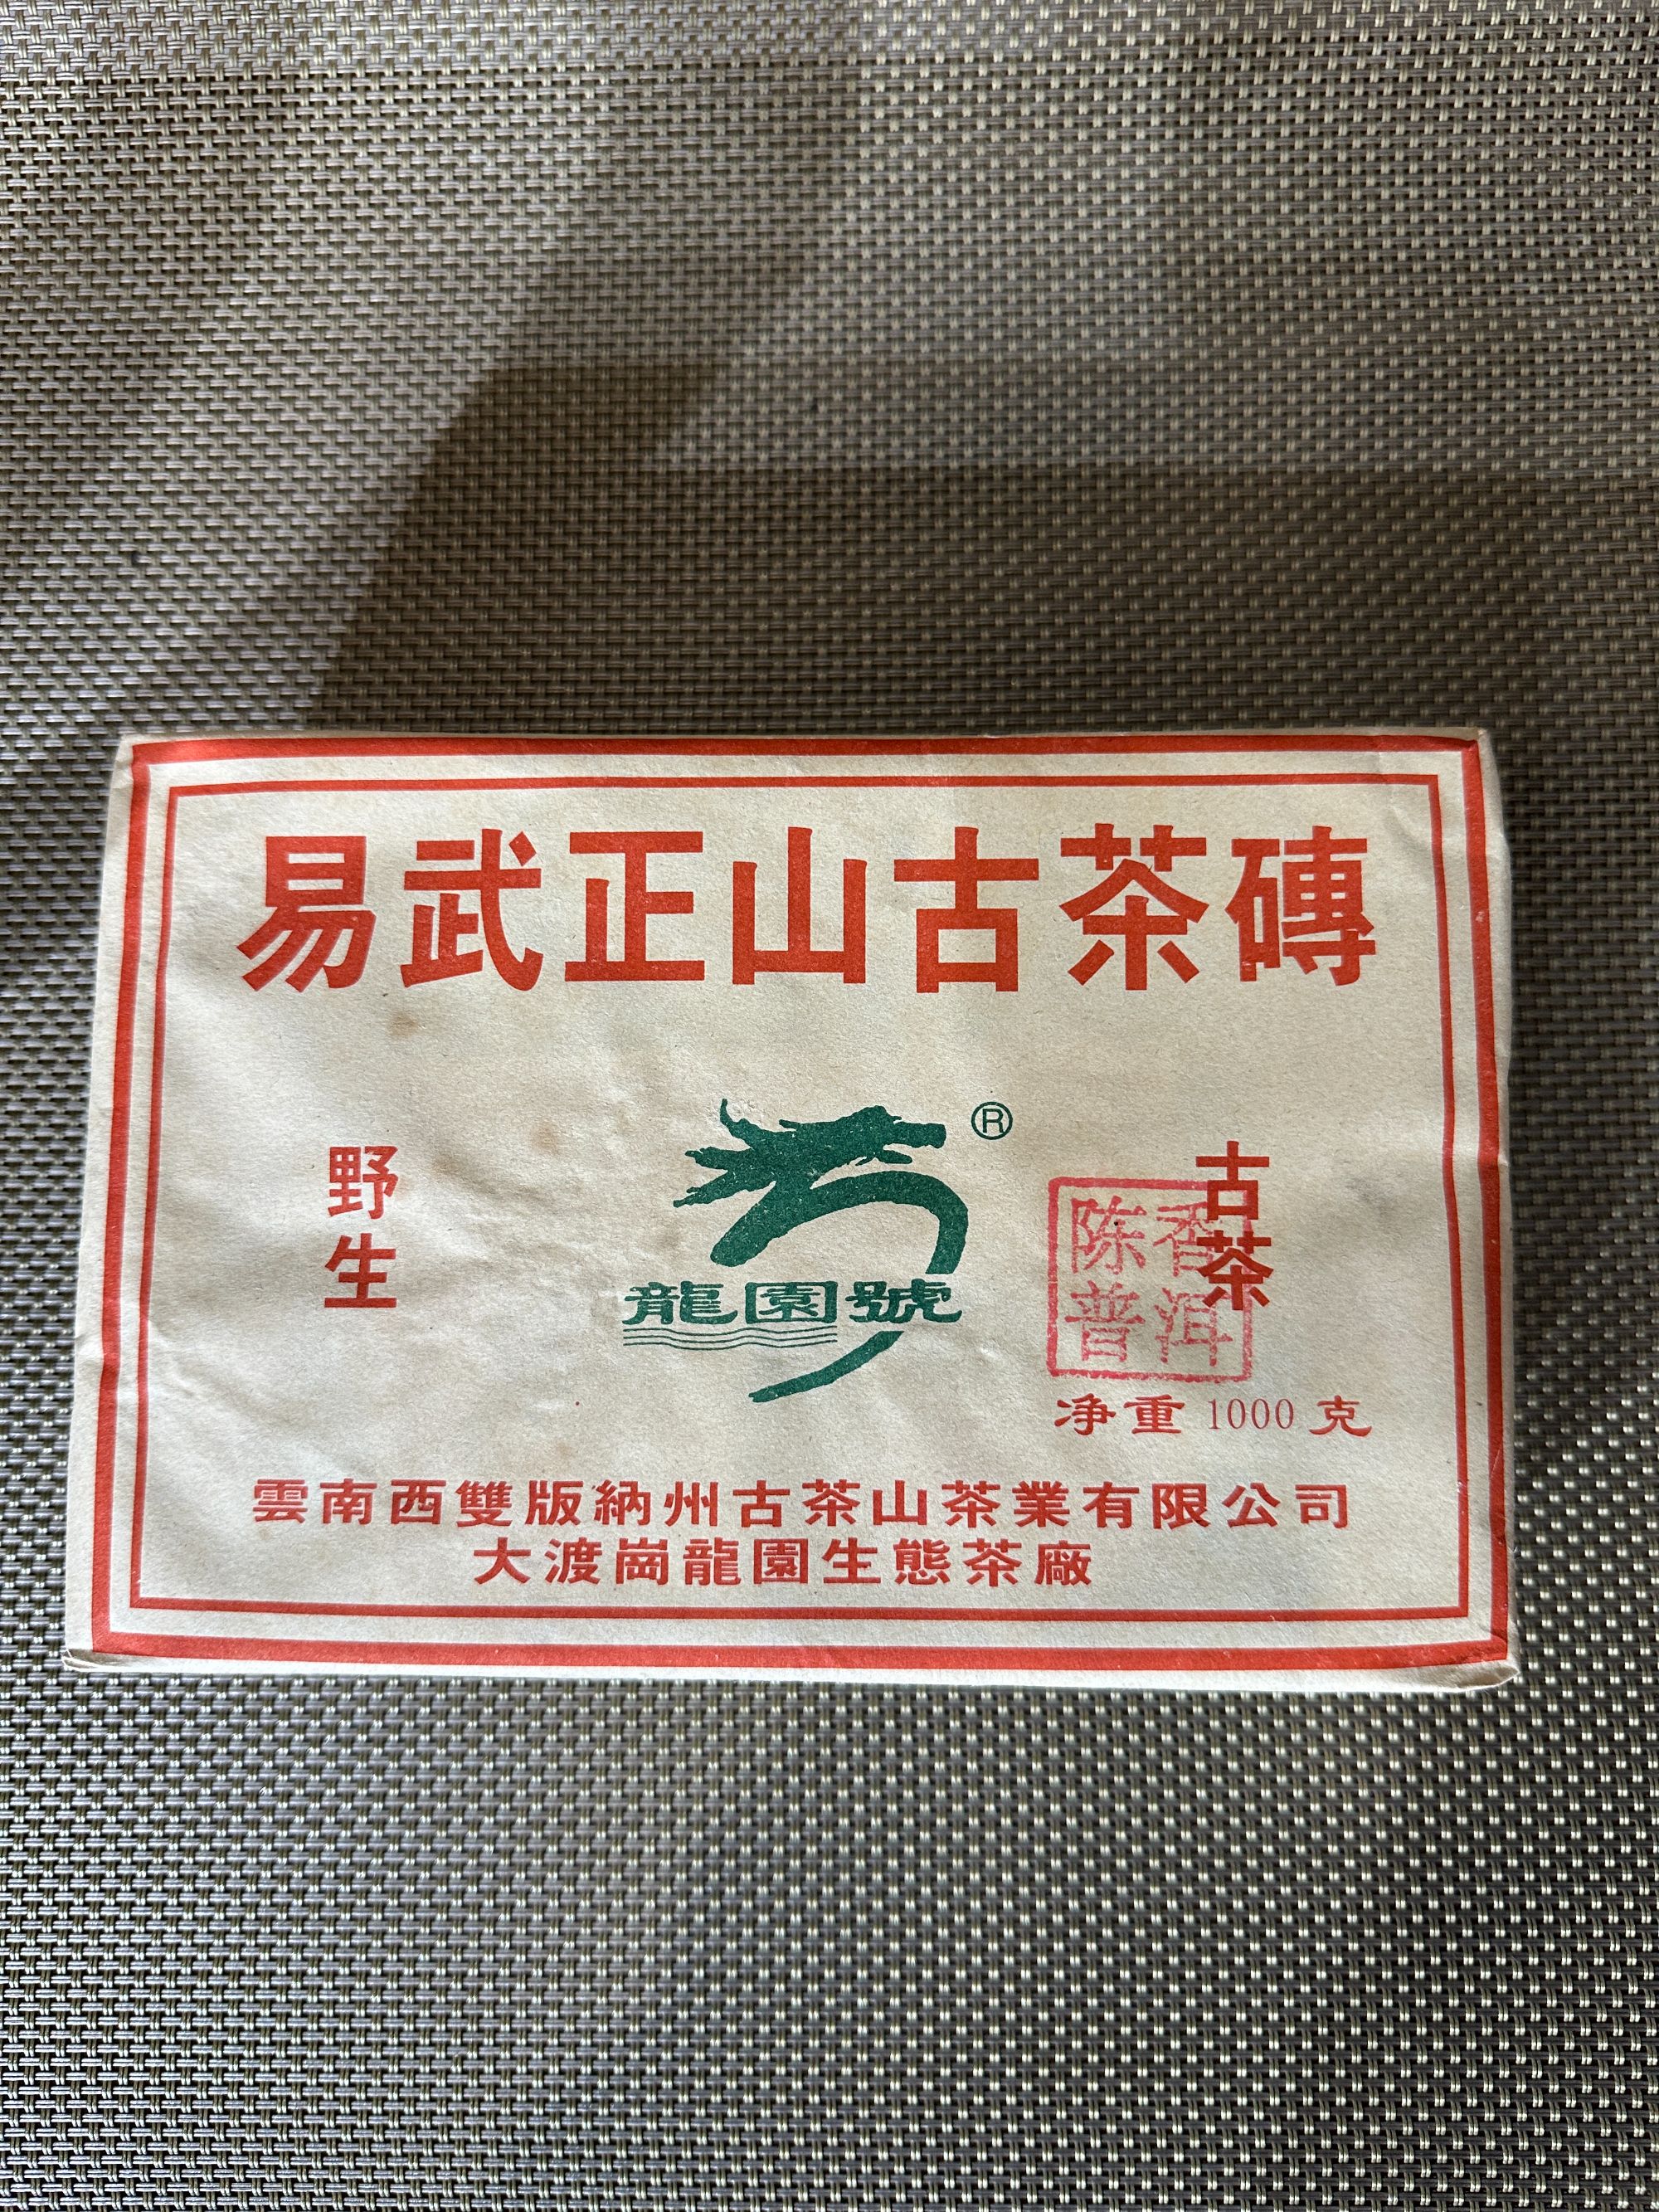 易武正山古茶磚
野生
®
龍園號
古茶
陈香
普洱
净重 1000 克
雲南西雙版納州古茶山茶業有限公司
大渡崗龍園生態茶廠